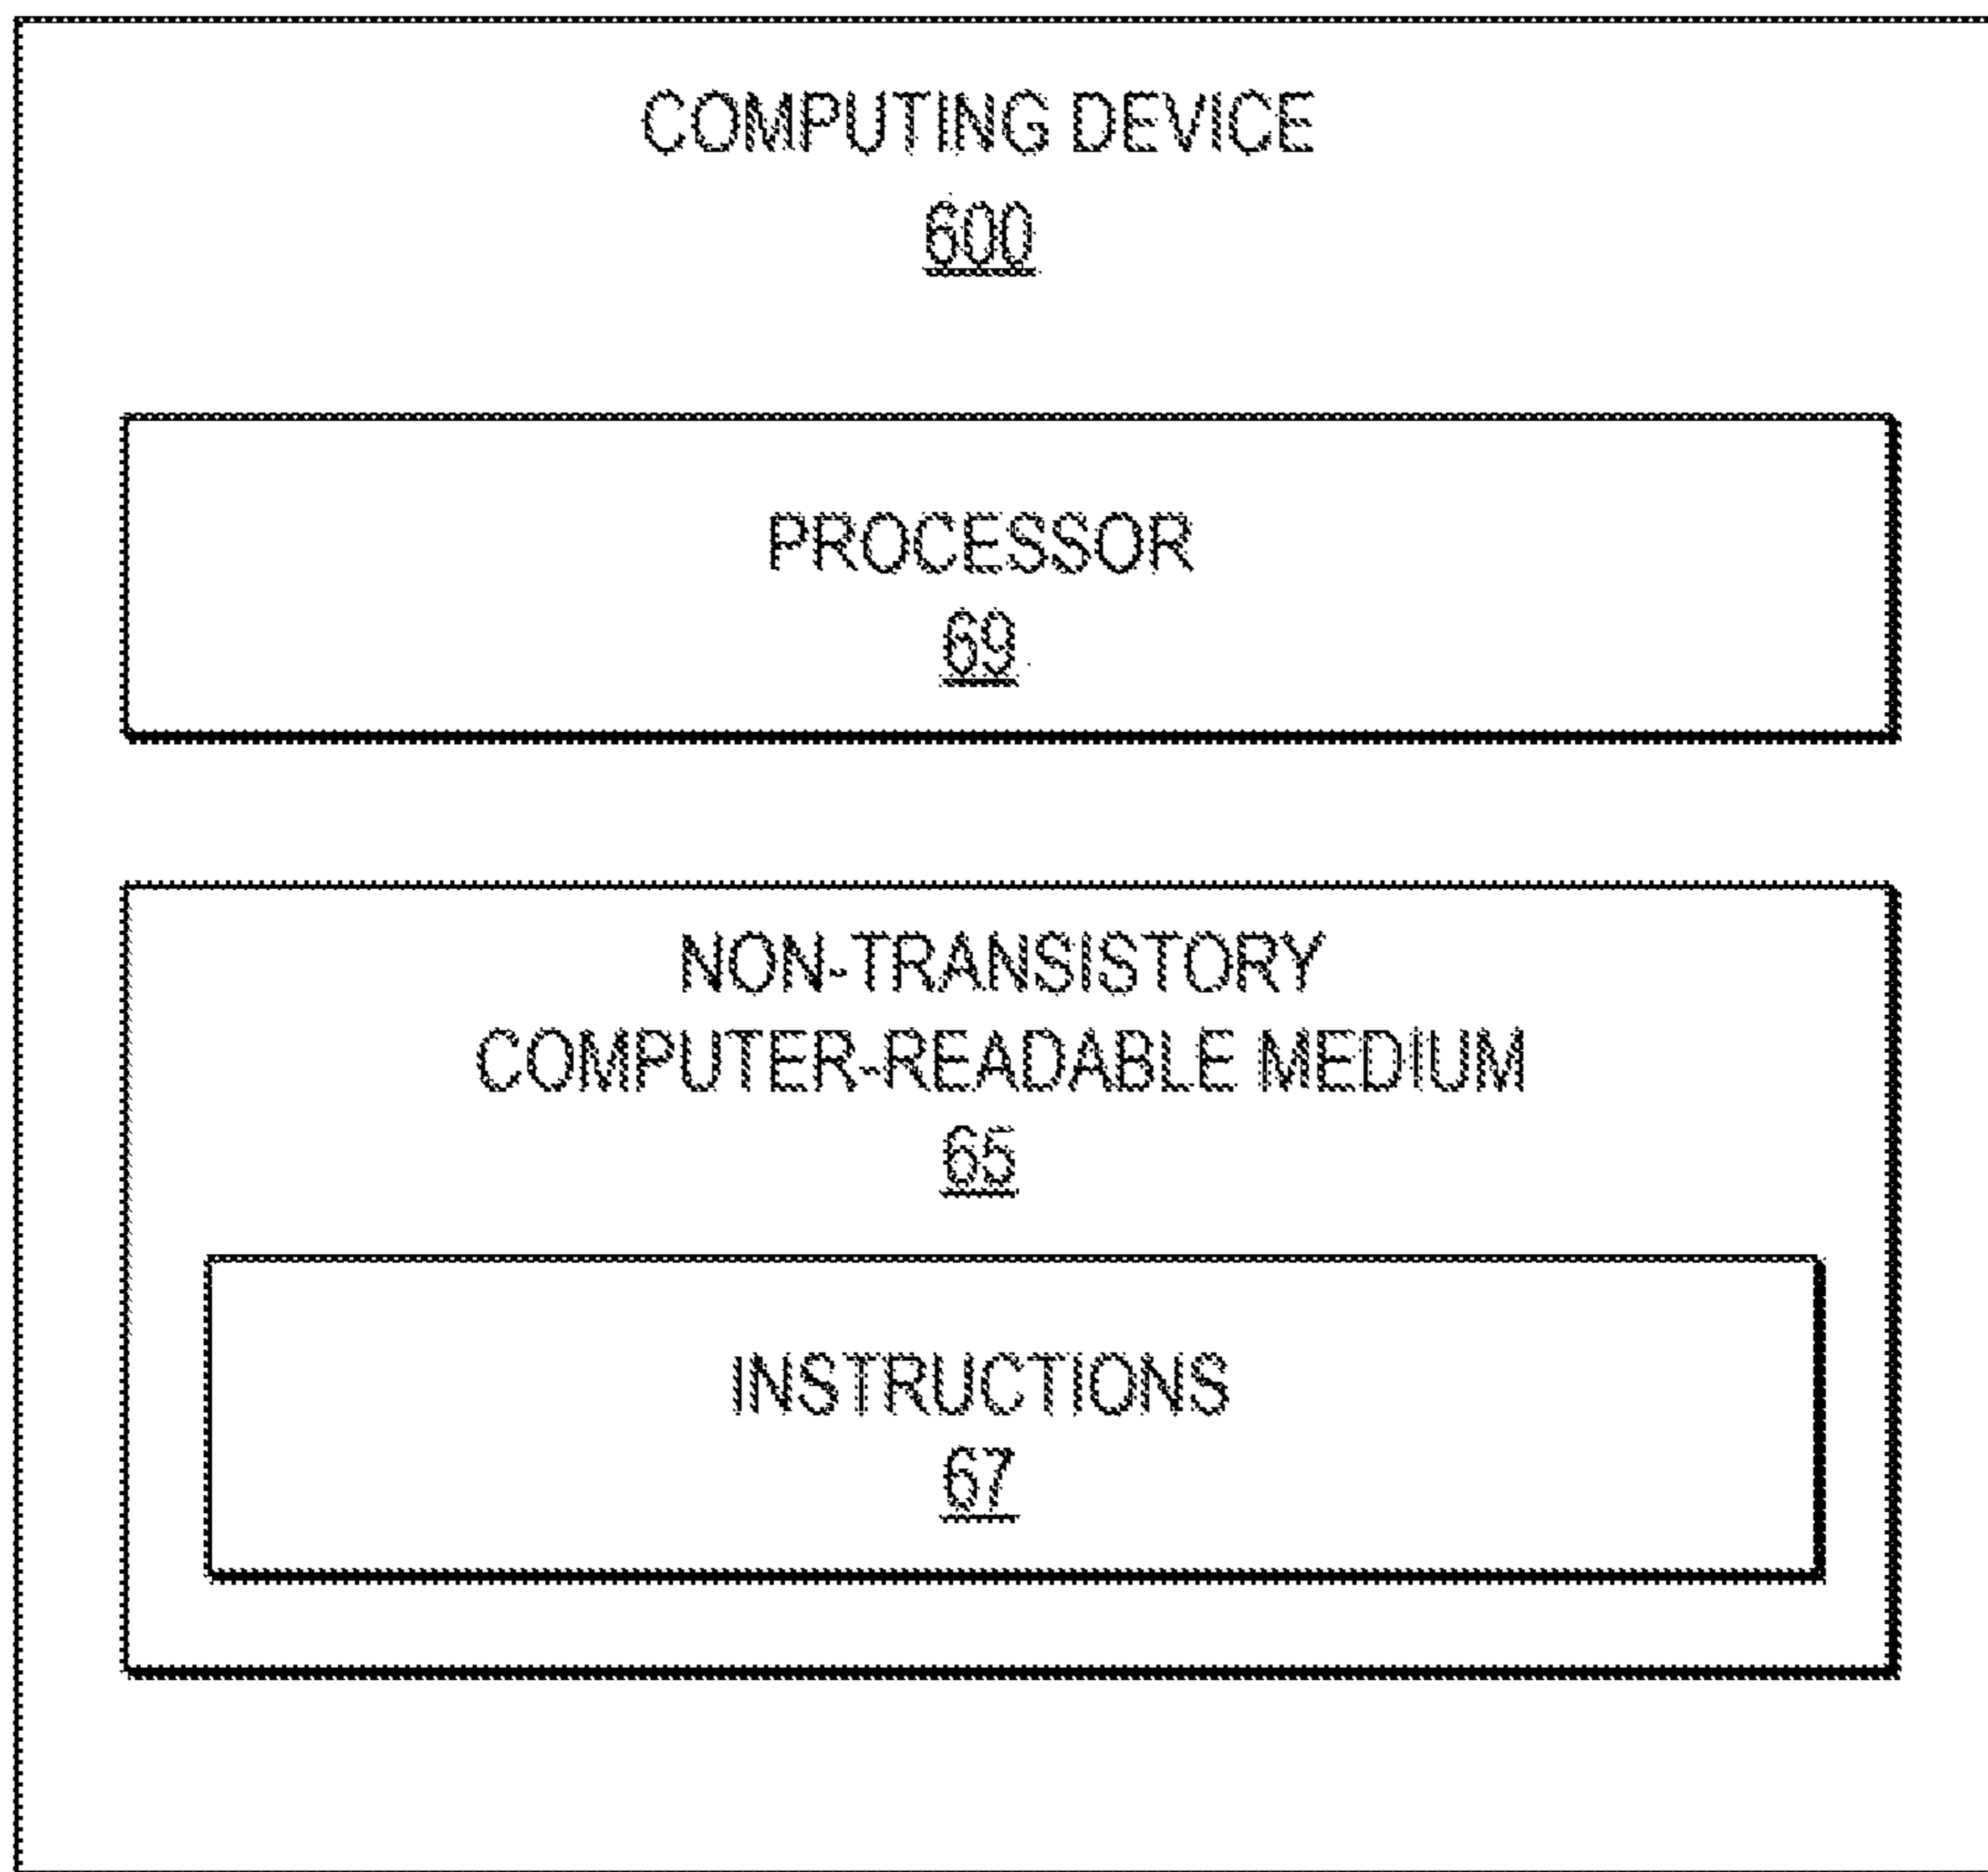 COMPUTING DEVICE
600
PROCESSOR
69
NON-TRANSISTORY
COMPUTER-READABLE MEDIUM
65
INSTRUCTIONS
67